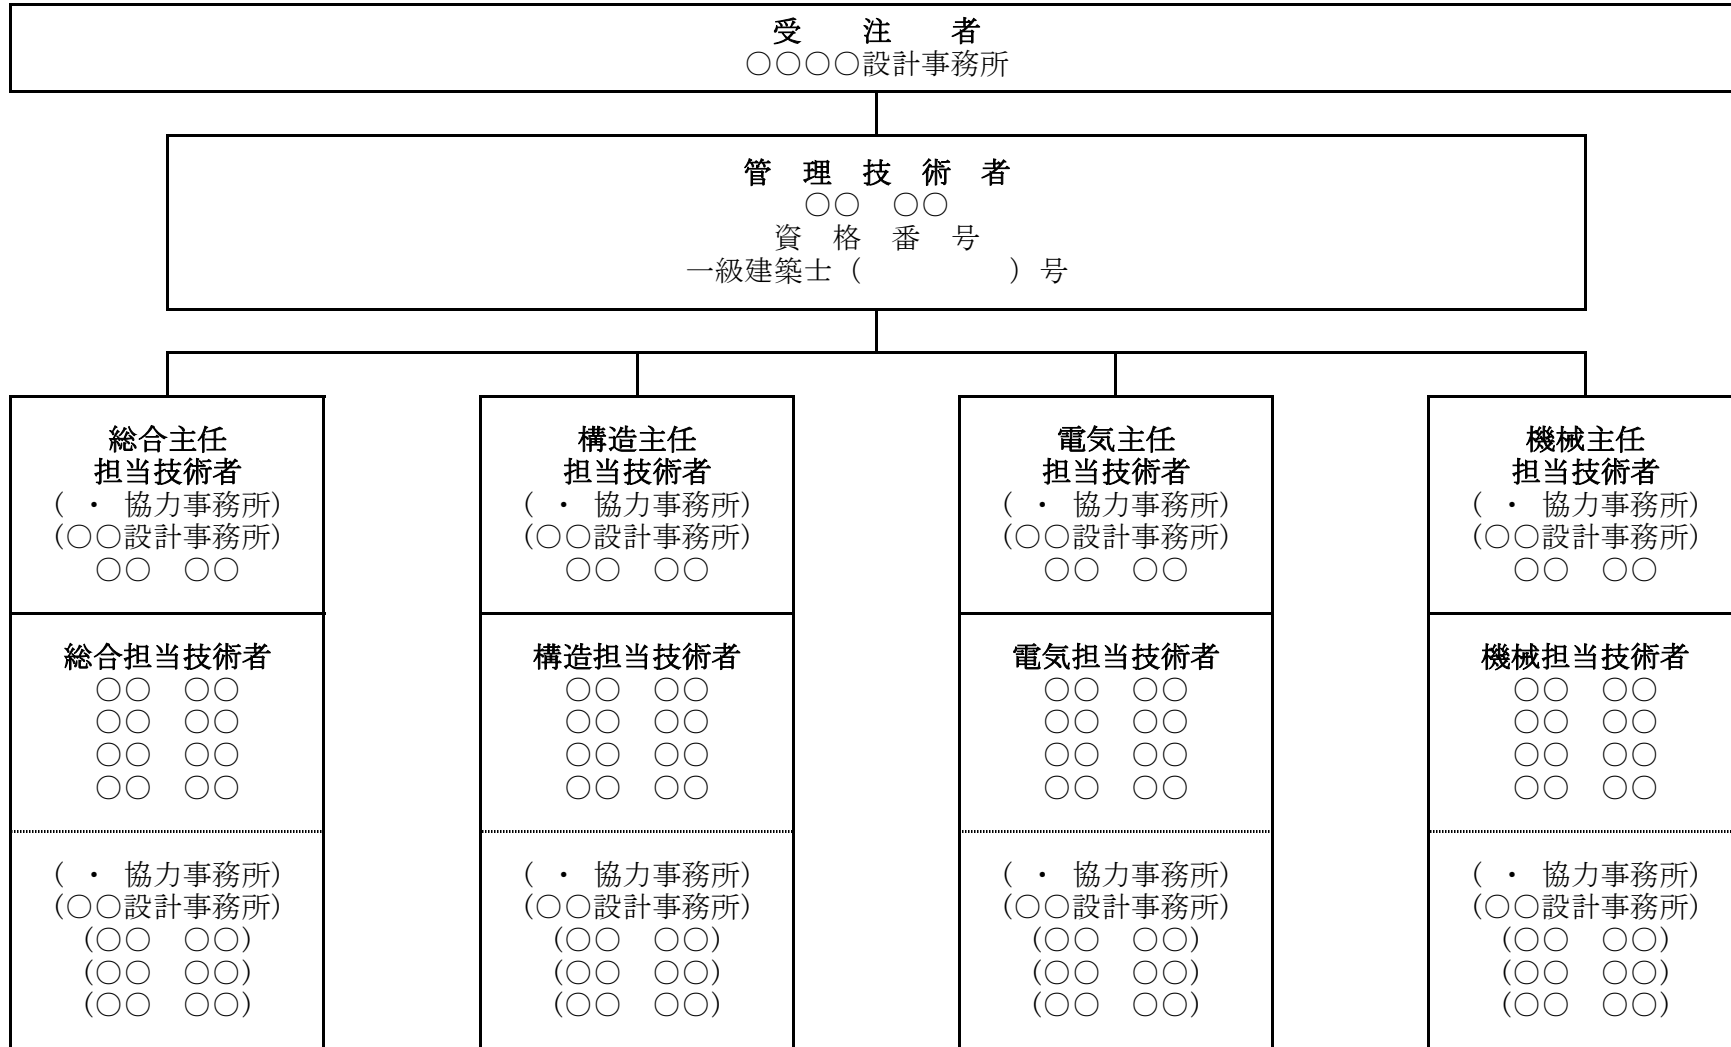 受　注　者
○○○○設計事務所
管　理　技　術　者
○○　○○
資　格　番　号
一級建築士（　　　　　）号
総合主任
担当技術者
（　・　協力事務所）
（○○設計事務所）
○○　○○
総合担当技術者
○○　○○
○○　○○
○○　○○
○○　○○
（　・　協力事務所）
（○○設計事務所）
（○○　○○）
（○○　○○）
（○○　○○）
構造主任
担当技術者
（　・　協力事務所）
（○○設計事務所）
○○　○○
構造担当技術者
○○　○○
○○　○○
○○　○○
○○　○○
（　・　協力事務所）
（○○設計事務所）
（○○　○○）
（○○　○○）
（○○　○○）
電気主任
担当技術者
（　・　協力事務所）
（○○設計事務所）
○○　○○
電気担当技術者
○○　○○
○○　○○
○○　○○
○○　○○
（　・　協力事務所）
（○○設計事務所）
（○○　○○）
（○○　○○）
（○○　○○）
機械主任
担当技術者
（　・　協力事務所）
（○○設計事務所）
○○　○○
機械担当技術者
○○　○○
○○　○○
○○　○○
○○　○○
（　・　協力事務所）
（○○設計事務所）
（○○　○○）
（○○　○○）
（○○　○○）